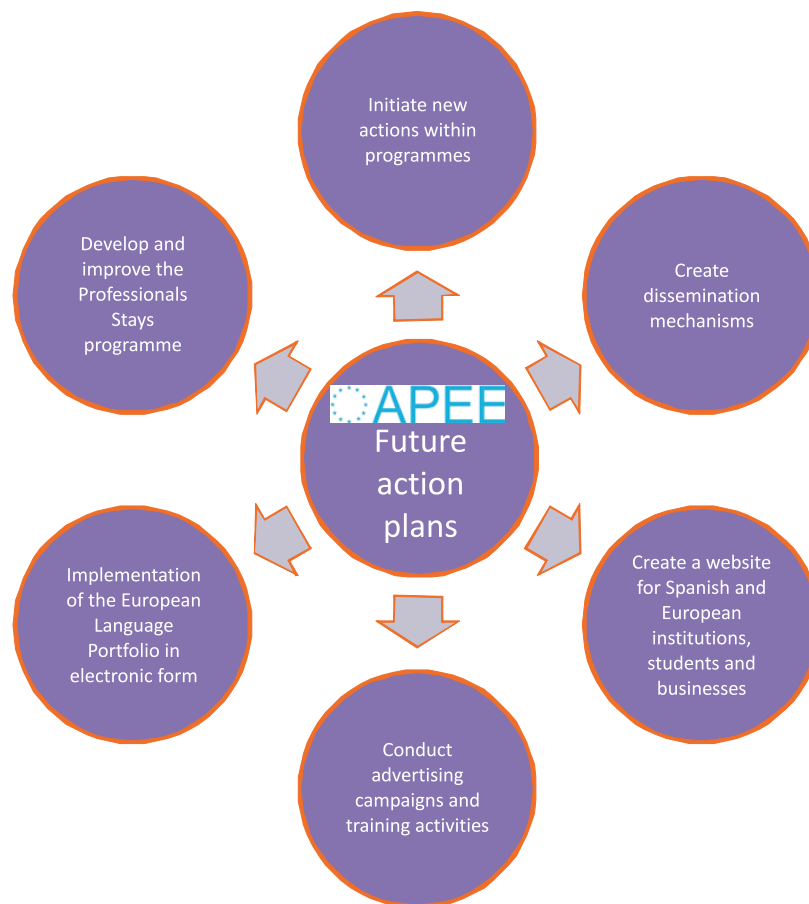 Initiate new
actions within
programmes
Develop and
improve the
Professionals
Stays
programme
Create
dissemination
mechanisms
APEE
Future
action
plans
Implementation
of the European
Language
Portfolio in
electronic form
Create a website
for Spanish and
European
institutions,
students and
businesses
Conduct
advertising
campaigns and
training activities